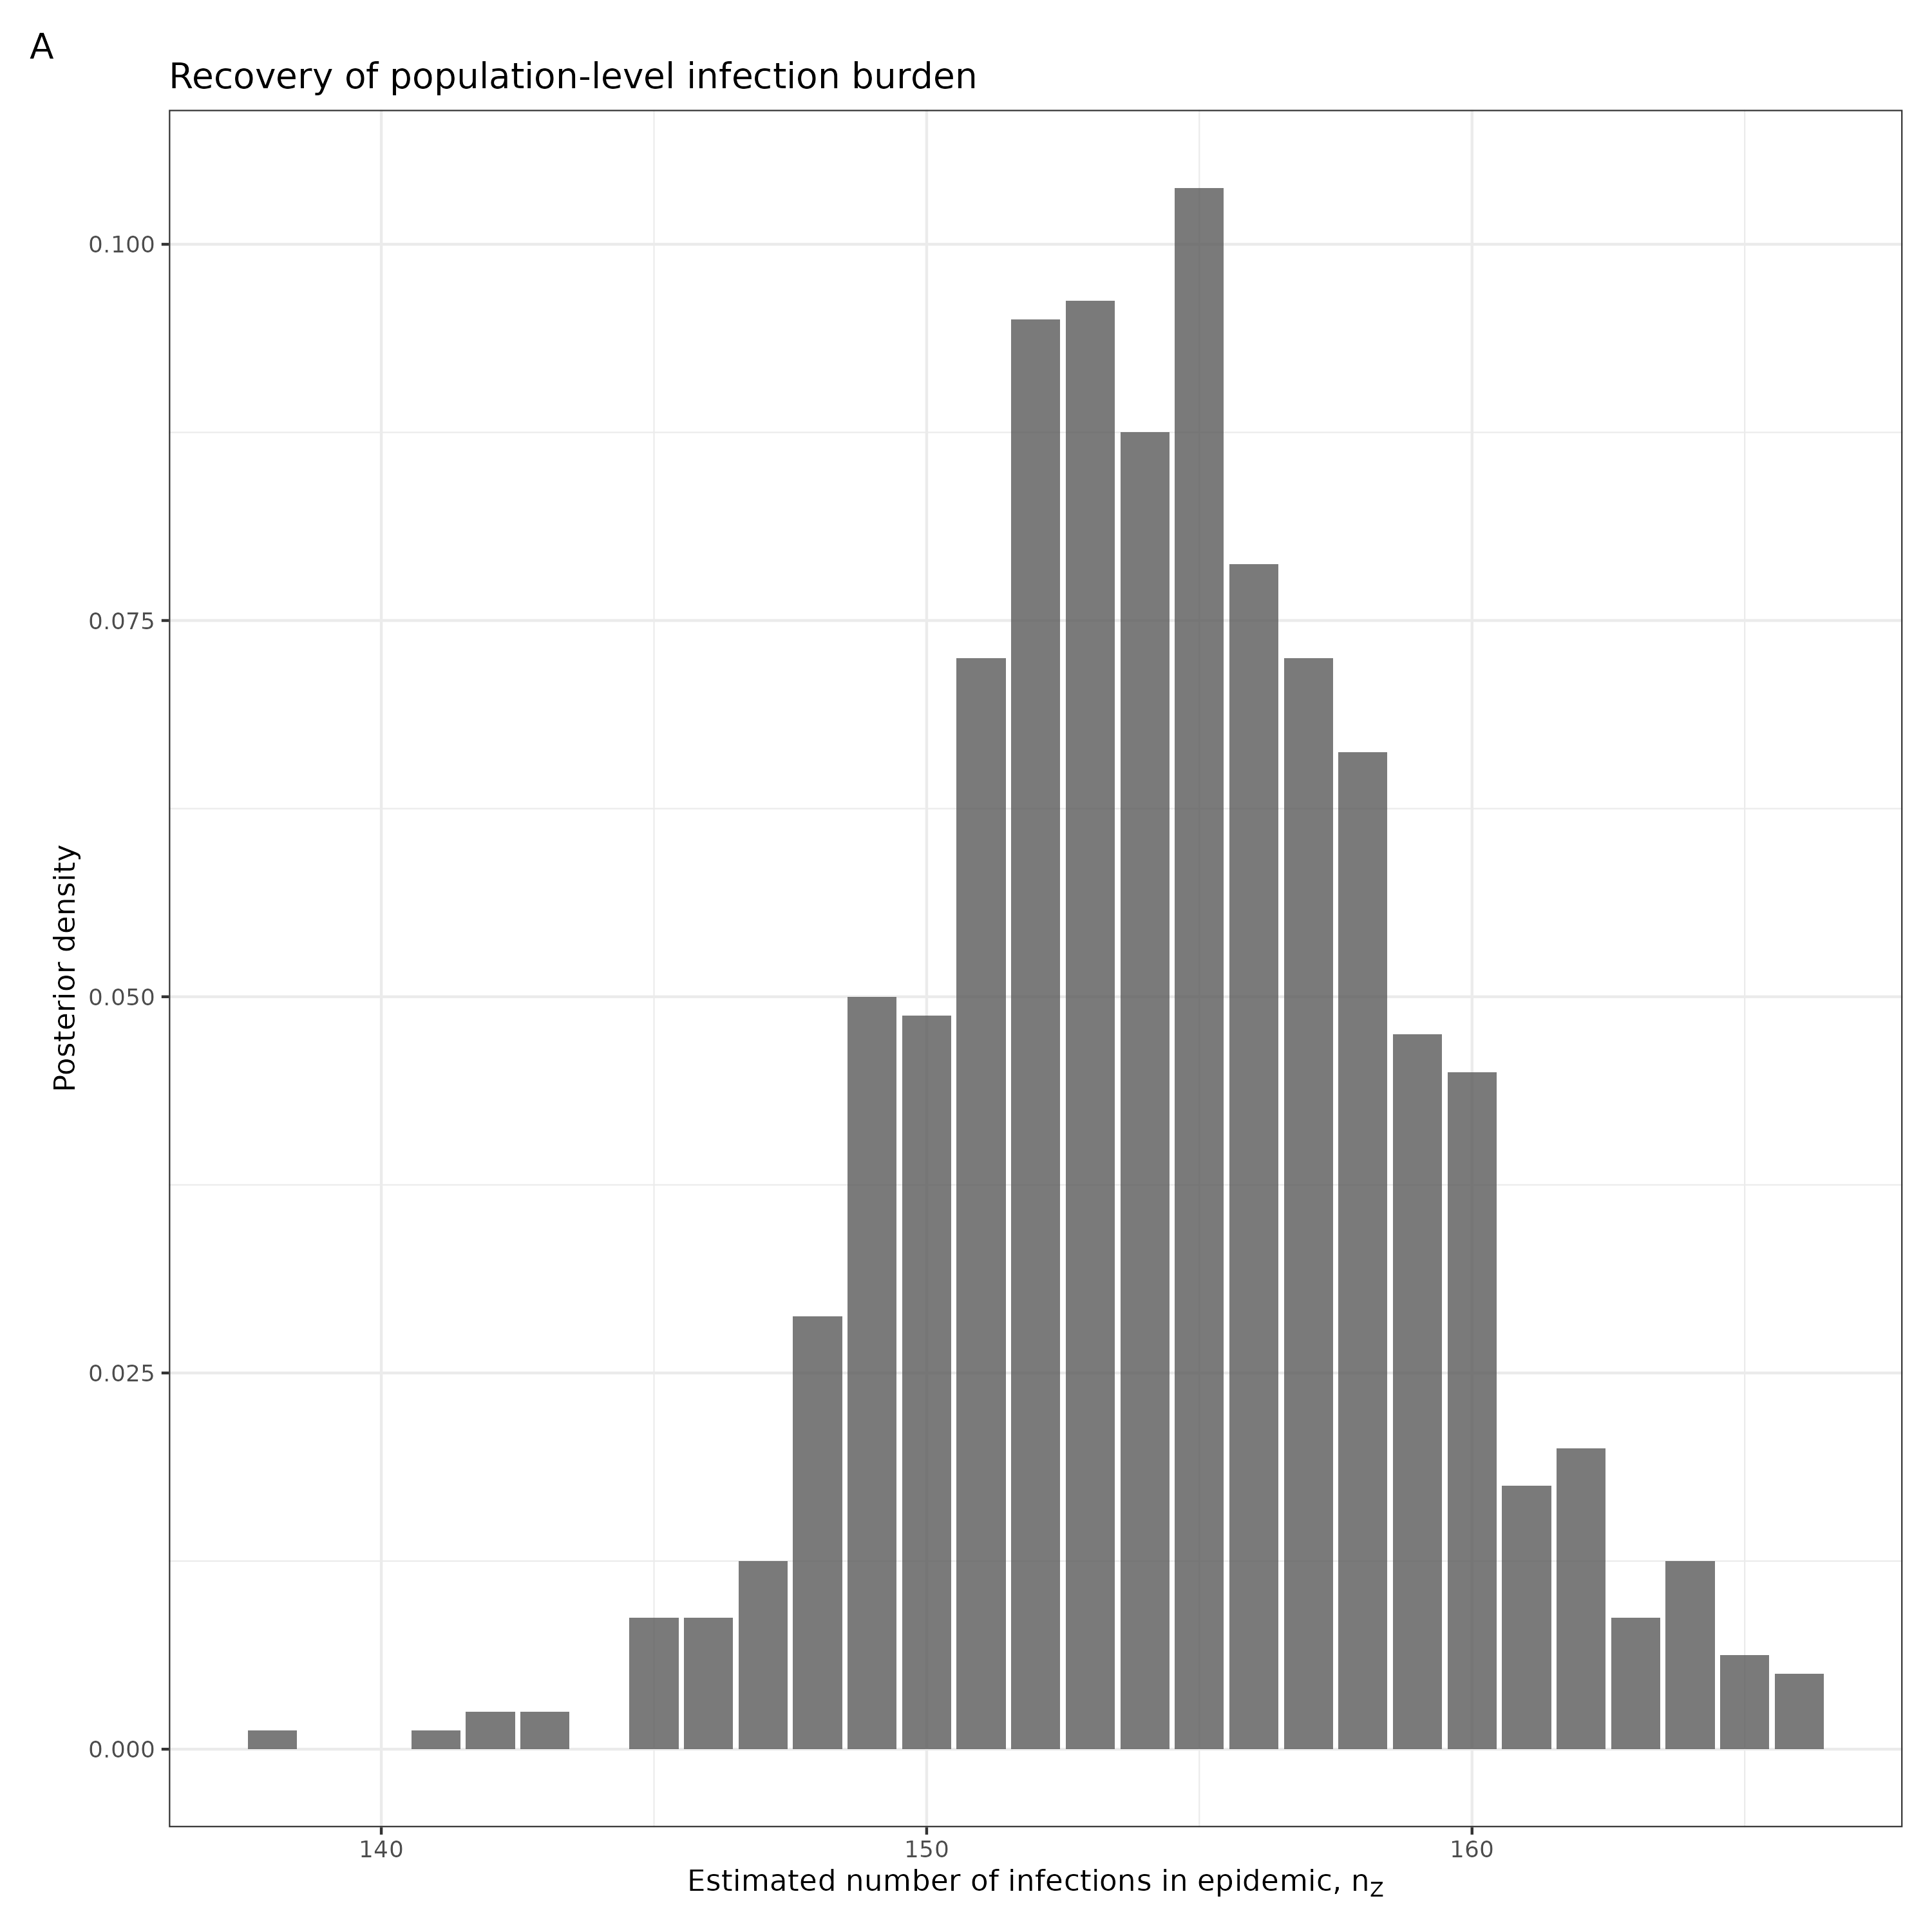 A
Recovery of population-level infection burden
0.100
0.075
0.050
0.025
0.000
Posterior density
140 150 160
Estimated number of infections in epidemic, n_Z